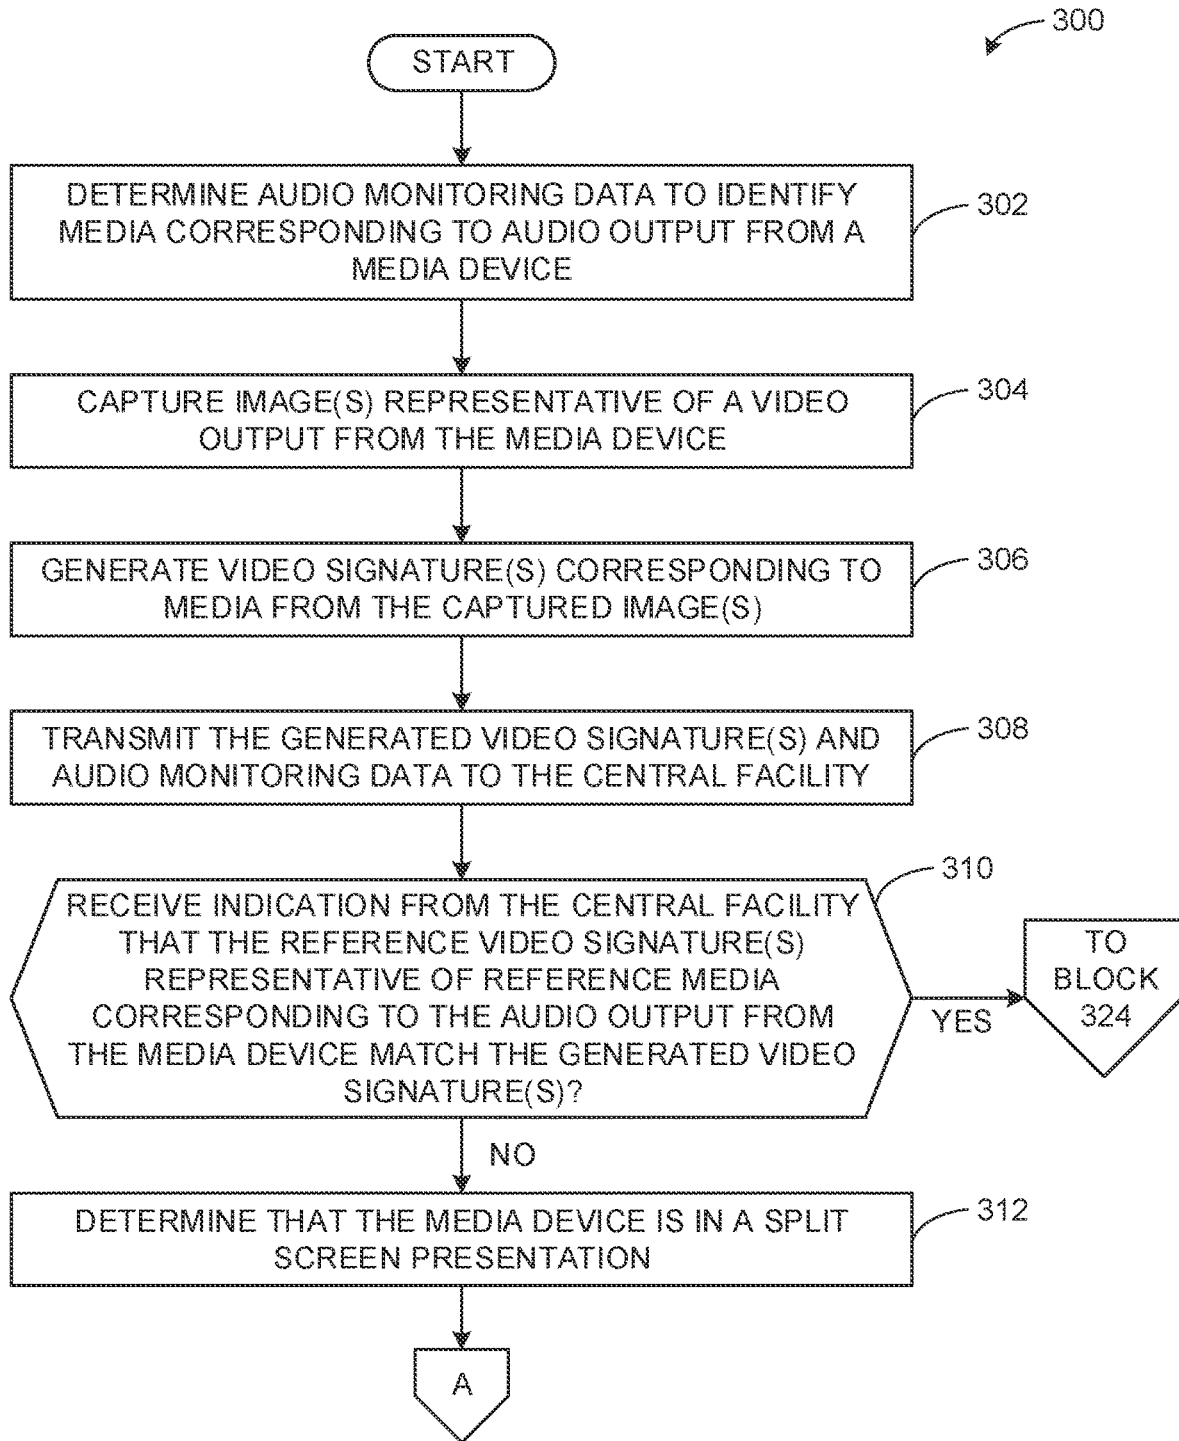 300
START
DETERMINE AUDIO MONITORING DATA TO IDENTIFY
MEDIA CORRESPONDING TO AUDIO OUTPUT FROM A
MEDIA DEVICE
302
CAPTURE IMAGE(S) REPRESENTATIVE OF A VIDEO
OUTPUT FROM THE MEDIA DEVICE
304
GENERATE VIDEO SIGNATURE(S) CORRESPONDING TO
MEDIA FROM THE CAPTURED IMAGE(S)
306
TRANSMIT THE GENERATED VIDEO SIGNATURE(S) AND
AUDIO MONITORING DATA TO THE CENTRAL FACILITY
308
RECEIVE INDICATION FROM THE CENTRAL FACILITY
THAT THE REFERENCE VIDEO SIGNATURE(S)
REPRESENTATIVE OF REFERENCE MEDIA
CORRESPONDING TO THE AUDIO OUTPUT FROM
THE MEDIA DEVICE MATCH THE GENERATED VIDEO
SIGNATURE(S)?
310
YES
TO
BLOCK
324
NO
DETERMINE THAT THE MEDIA DEVICE IS IN A SPLIT
SCREEN PRESENTATION
312
A